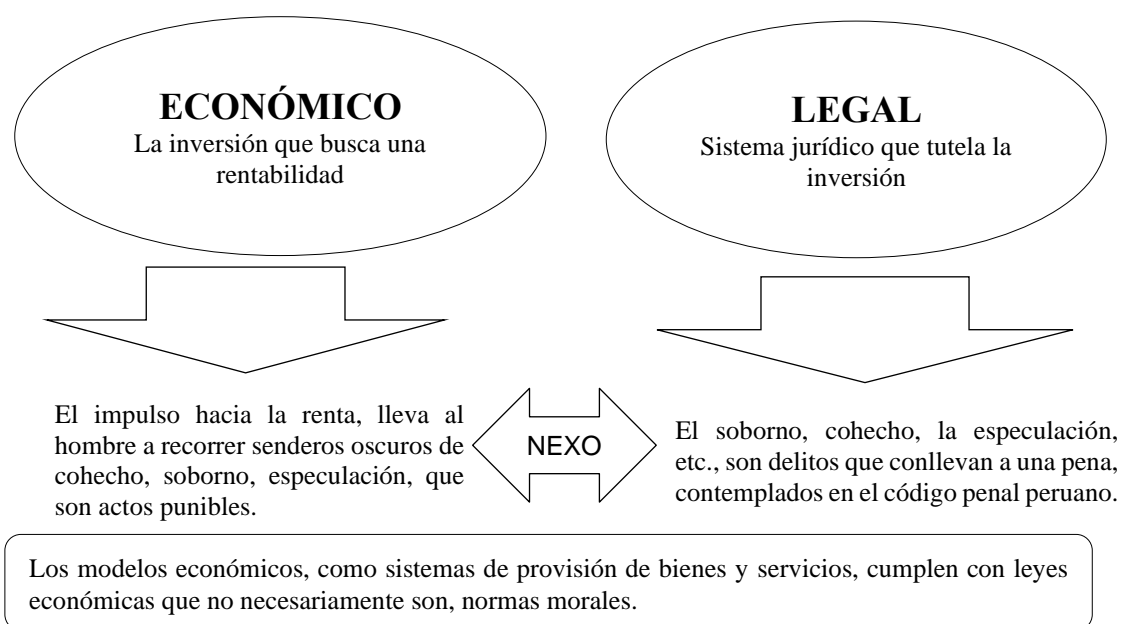 ECONÓMICO
La inversión que busca una
rentabilidad
LEGAL
Sistema jurídico que tutela la
inversión
El impulso hacia la renta, lleva al
hombre a recorrer senderos oscuros de
cohecho, soborno, especulación, que
son actos punibles.
NEXO
El soborno, cohecho, la especulación,
etc., son delitos que conllevan a una pena,
contemplados en el código penal peruano.
Los modelos económicos, como sistemas de provisión de bienes y servicios, cumplen con leyes
económicas que no necesariamente son, normas morales.